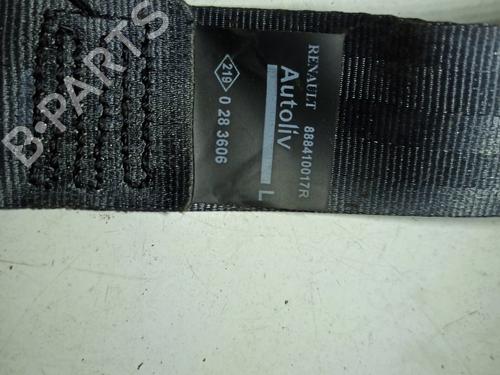 RENAULT 888410017R
Autoliv
L
219 0 28 3606
B-PARTS